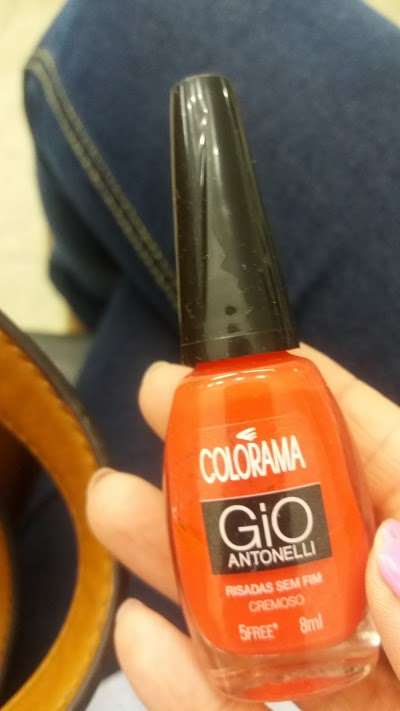 COLORAMA
GiO
ANTONELLI
RISADAS SEM FIM
CREMOSO
5FREE* 8ml